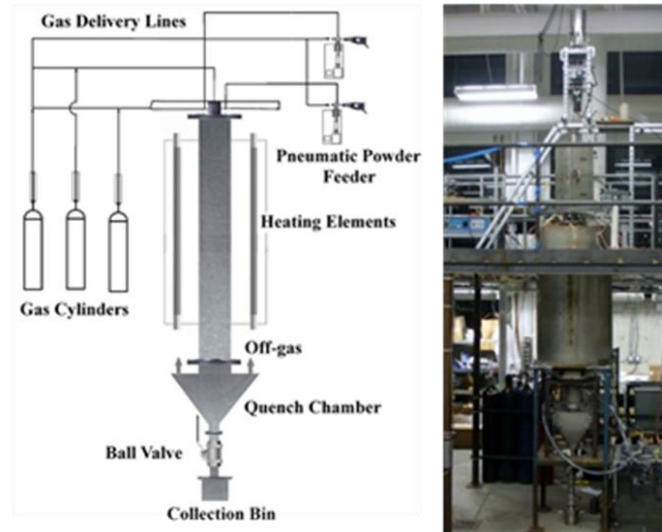 Gas Delivery Lines
Pneumatic Powder
Feeder
Heating Elements
Gas Cylinders
Off-gas
Quench Chamber
Ball Valve
Collection Bin